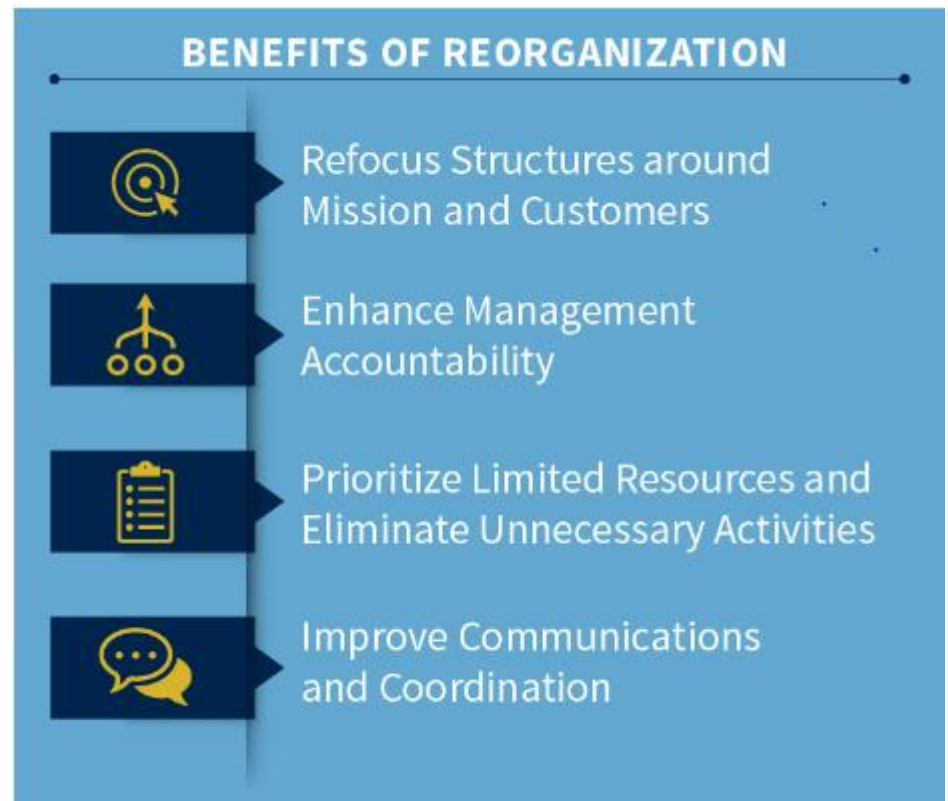 BENEFITS OF REORGANIZATION
Refocus Structures around
Mission and Customers
Enhance Management
Accountability
Prioritize Limited Resources and
Eliminate Unnecessary Activities
Improve Communications
and Coordination